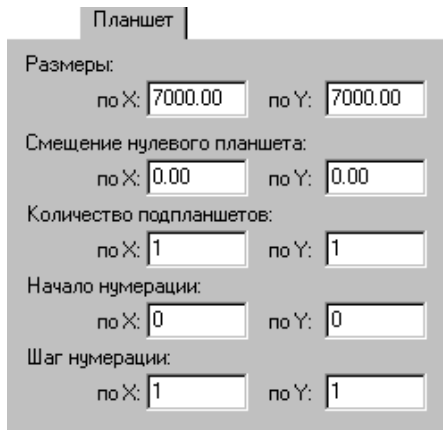 Планшет
Размеры:
по X: 7000.00 по Y: 7000.00
Смещение нулевого планшета:
по X: 0.00 по Y: 0.00
Количество подпланшетов:
по X: 1 по Y: 1
Начало нумерации:
по X: 0 по Y: 0
Шаг нумерации:
по X: 1 по Y: 1